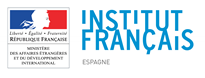 Liberté • Égalité • Fraternité
RÉPUBLIQUE FRANÇAISE
MINISTÈRE
DES AFFAIRES ÉTRANGÈRES
ET DU DÉVELOPPEMENT
INTERNATIONAL
INSTITUT
FRANÇAIS
ESPAGNE